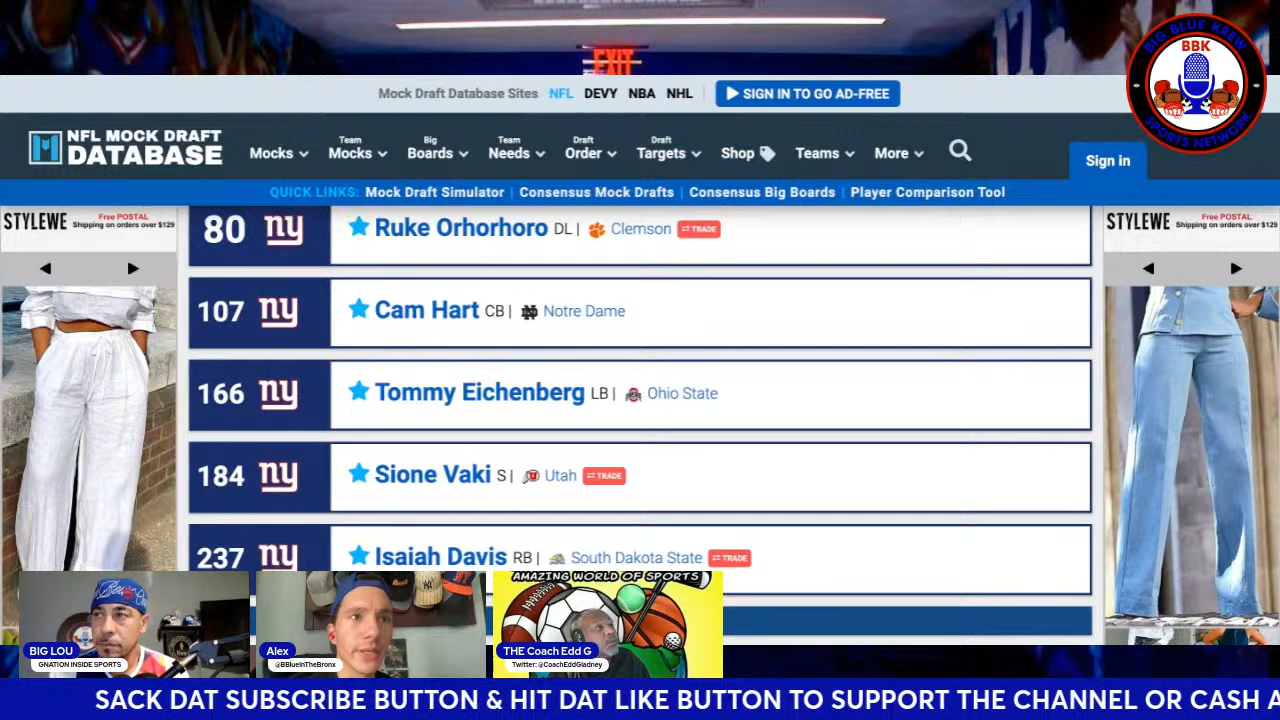 EXIT
BIG BLUE KREW
BBK
SPORTS NETWORK
Mock Draft Database Sites NFL DEVY NBA NHL
SIGN IN TO GO AD-FREE
NFL MOCK DRAFT
DATABASE
Mocks
Team
Mocks
Big
Boards
Team
Needs
Draft
Order
Draft
Targets
Shop
Teams
More
Sign in
QUICK LINKS: Mock Draft Simulator | Consensus Mock Drafts | Consensus Big Boards | Player Comparison Tool
STYLEWE
Free POSTAL
Shipping on orders over $129
STYLEWE
Free POSTAL
Shipping on orders over $129
80 ny Ruke Orhorhoro DL | Clemson TRADE
107 ny Cam Hart CB | Notre Dame
166 ny Tommy Eichenberg LB | Ohio State
184 ny Sione Vaki S | Utah TRADE
237 ny Isaiah Davis RB | South Dakota State TRADE
BIG LOU
GNATION INSIDE SPORTS
Alex
@BBlueInTheBronx
AMAZING WORLD OF SPORTS
THE Coach Edd G
Twitter: @CoachEddGladney
SACK DAT SUBSCRIBE BUTTON & HIT DAT LIKE BUTTON TO SUPPORT THE CHANNEL OR CASH A